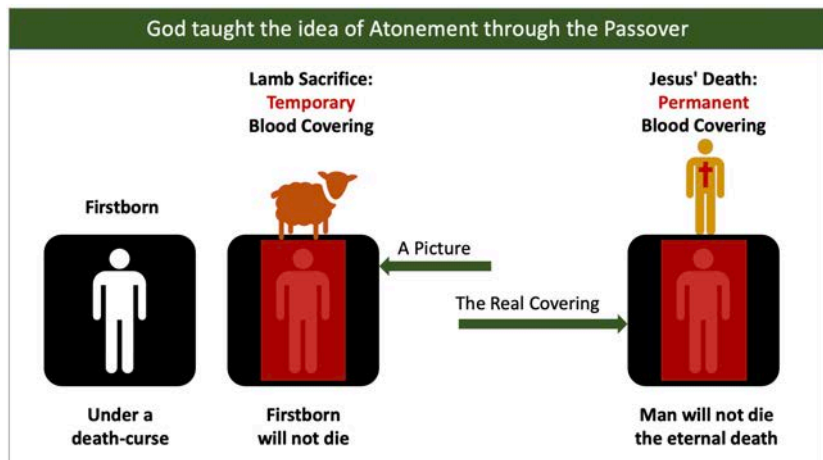 God taught the idea of Atonement through the Passover
Lamb Sacrifice:
Temporary
Blood Covering
Jesus' Death:
Permanent
Blood Covering
Firstborn
A Picture
The Real Covering
Under a
death-curse
Firstborn
will not die
Man will not die
the eternal death